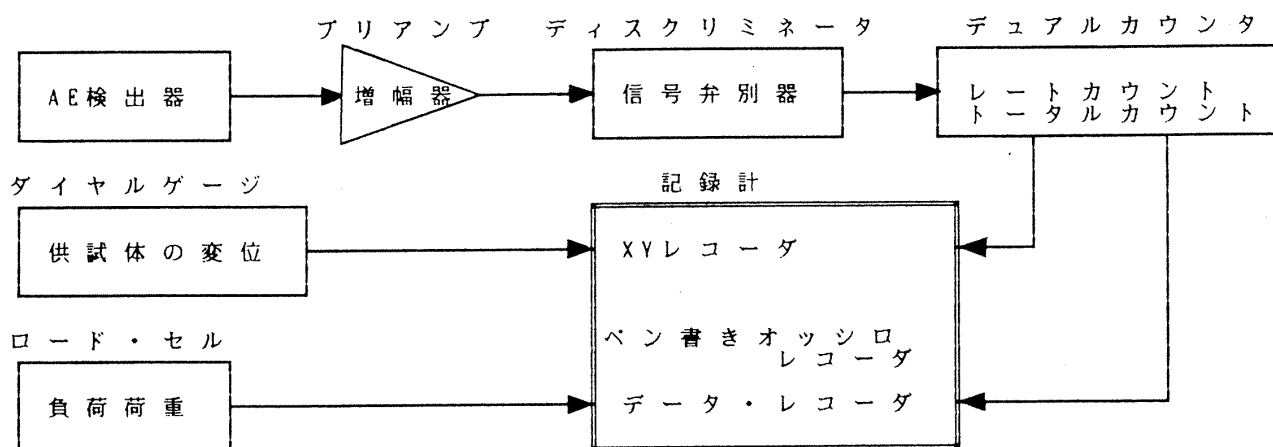 プリアンプ
ディスクリミネータ
デュアルカウンタ
AE検出器
増幅器
信号弁別器
レートカウント
トータルカウント
ダイヤルゲージ
記録計
供試体の変位
XYレコーダ
ロード・セル
ペン書きオッシロ
レコーダ
負荷荷重
データ・レコーダ